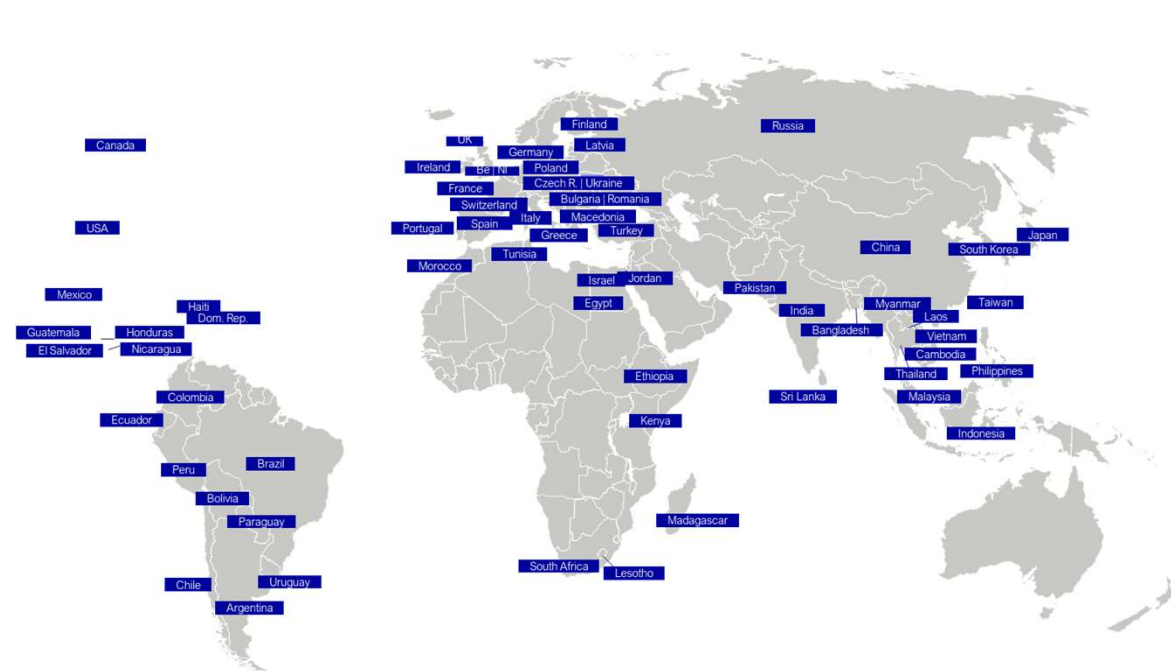 Finland
Russia
Canada
UK
Germany
Latvia
Ireland
Be | Nl
Poland
Czech R. | Ukraine
France
Bulgaria | Romania
Switzerland
Italy
Macedonia
USA
Portugal
Spain
Greece
Turkey
Japan
China
South Korea
Tunisia
Morocco
Israel
Jordan
Pakistan
Mexico
Egypt
Myanmar
Taiwan
Haiti
India
Dom. Rep.
Laos
Guatemala
Honduras
Bangladesh
Vietnam
El Salvador
Nicaragua
Cambodia
Ethiopia
Thailand
Philippines
Colombia
Sri Lanka
Malaysia
Ecuador
Kenya
Indonesia
Peru
Brazil
Bolivia
Paraguay
Madagascar
South Africa
Lesotho
Chile
Uruguay
Argentina